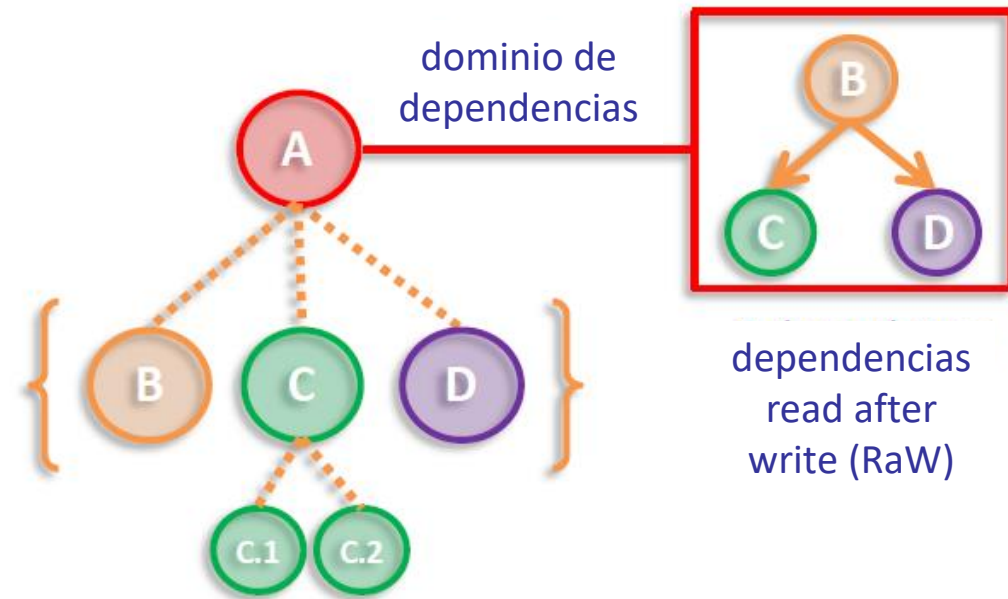 dominio de
dependencias
B
A
C D
B C D
dependencias
read after
write (RaW)
C.1 C.2